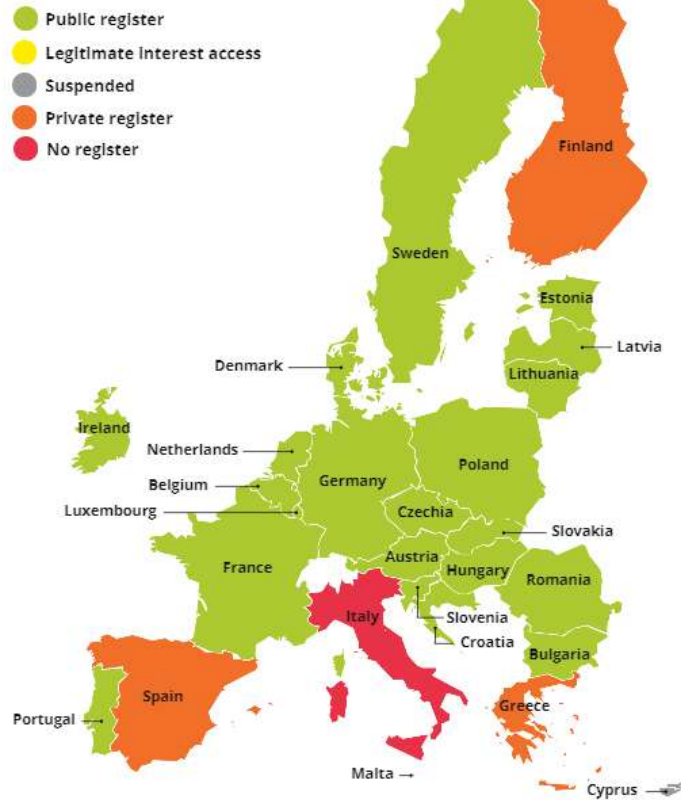 Public register
Legitimate interest access
Suspended
Private register
No register
Finland
Sweden
Estonia
Latvia
Lithuania
Denmark
Ireland
Netherlands
Belgium
Luxembourg
Germany
Poland
Czechia
Slovakia
France
Austria
Hungary
Romania
Italy
Slovenia
Croatia
Bulgaria
Spain
Portugal
Greece
Malta
Cyprus